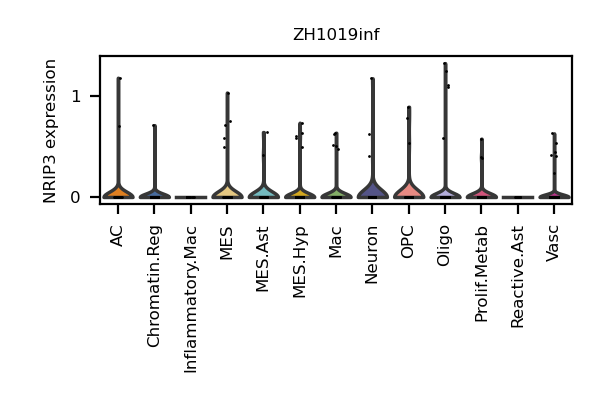 ZH1019inf
NRIP3 expression
1
0
AC
Chromatin.Reg
Inflammatory.Mac
MES
MES.Ast
MES.Hyp
Mac
Neuron
OPC
Oligo
Prolif.Metab
Reactive.Ast
Vasc